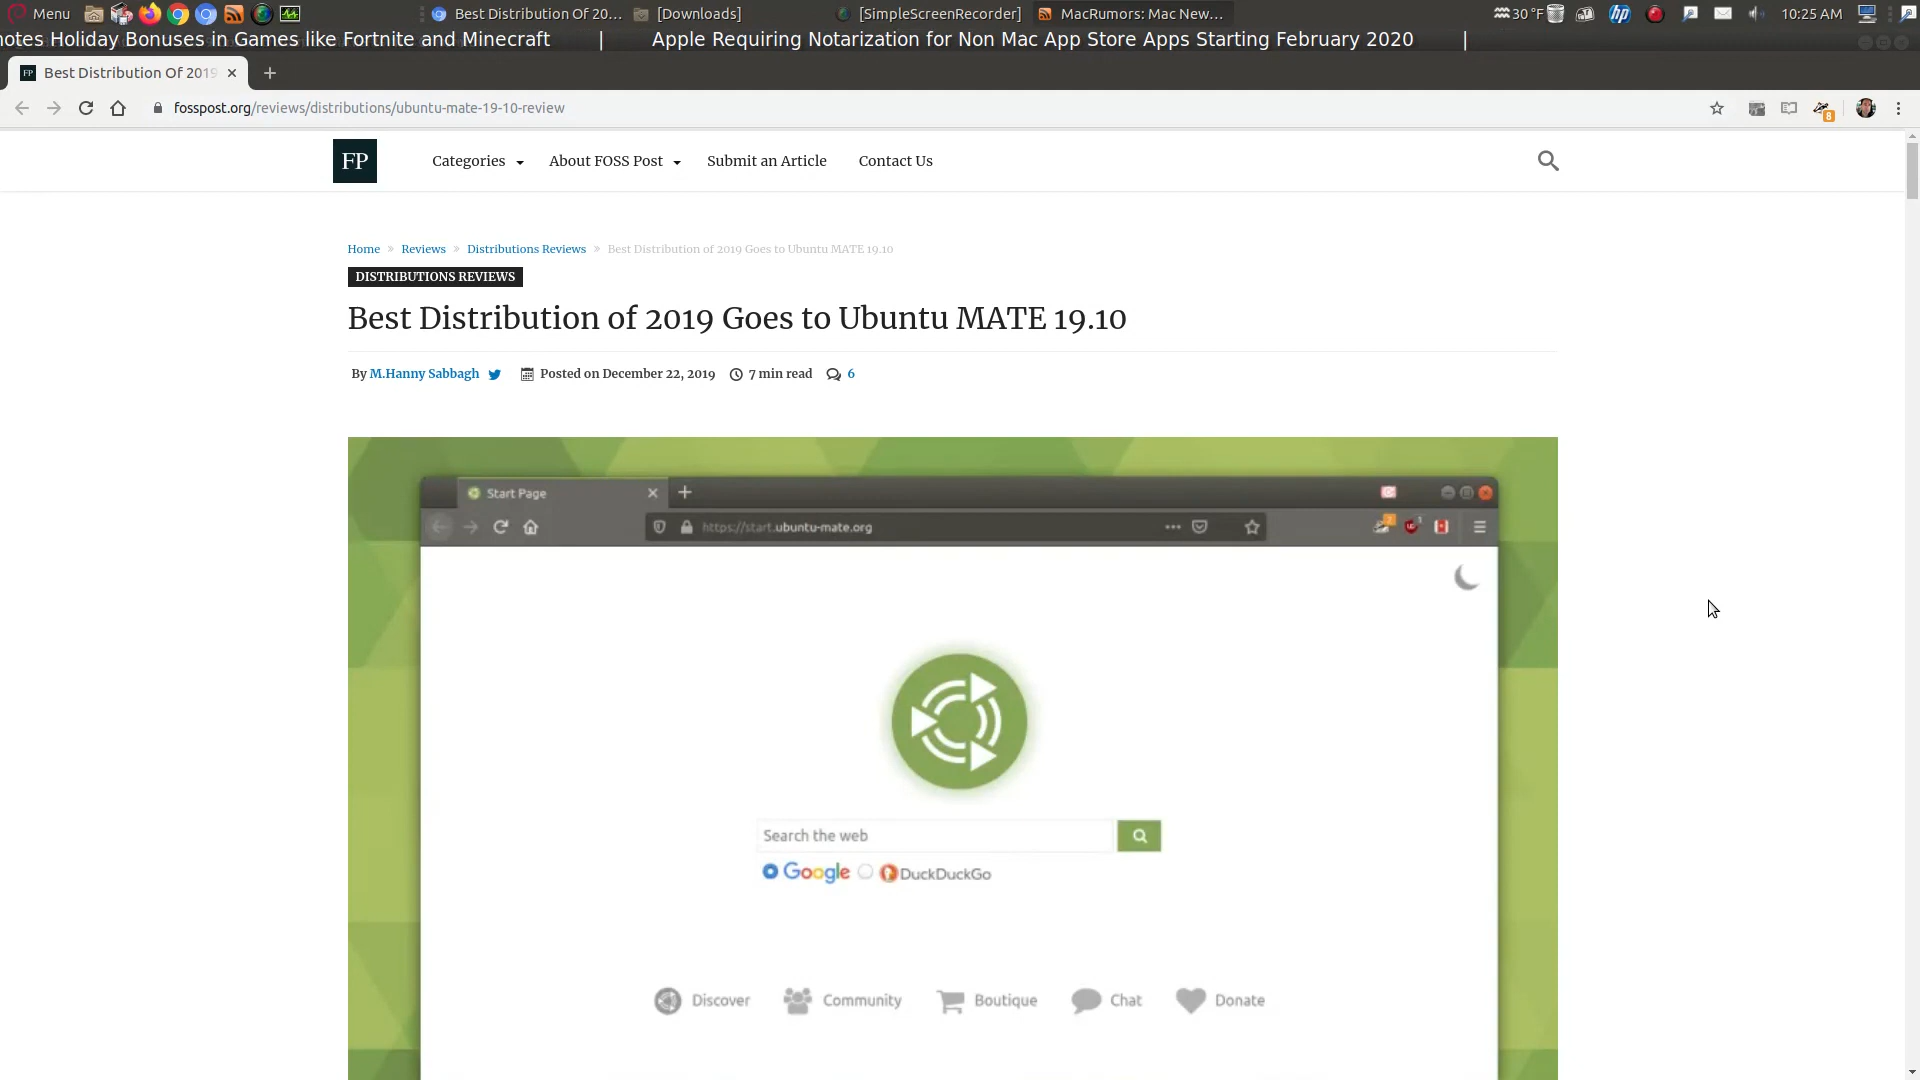 Menu Best Distribution Of 20... [Downloads] [SimpleScreenRecorder] MacRumors: Mac New... 30 °F hp 10:25 AM
otes Holiday Bonuses in Games like Fortnite and Minecraft | Apple Requiring Notarization for Non Mac App Store Apps Starting February 2020 |
FP Best Distribution Of 2019
fosspost.org/reviews/distributions/ubuntu-mate-19-10-review 8
FP Categories About FOSS Post Submit an Article Contact Us
Home » Reviews » Distributions Reviews » Best Distribution of 2019 Goes to Ubuntu MATE 19.10
DISTRIBUTIONS REVIEWS
Best Distribution of 2019 Goes to Ubuntu MATE 19.10
By M.Hanny Sabbagh Posted on December 22, 2019 7 min read 6
Start Page
https://start.ubuntu-mate.org
Search the web
Google DuckDuckGo
Discover Community Boutique Chat Donate